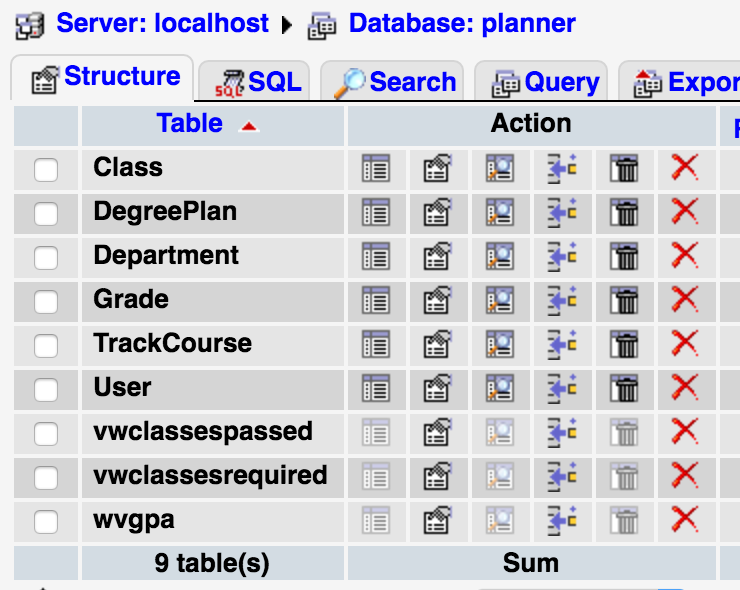 Server: localhost Database: planner
Structure SQL Search Query Expor
Table Action
Class
DegreePlan
Department
Grade
TrackCourse
User
vwclassespassed
vwclassesrequired
wvgpa
9 table(s) Sum